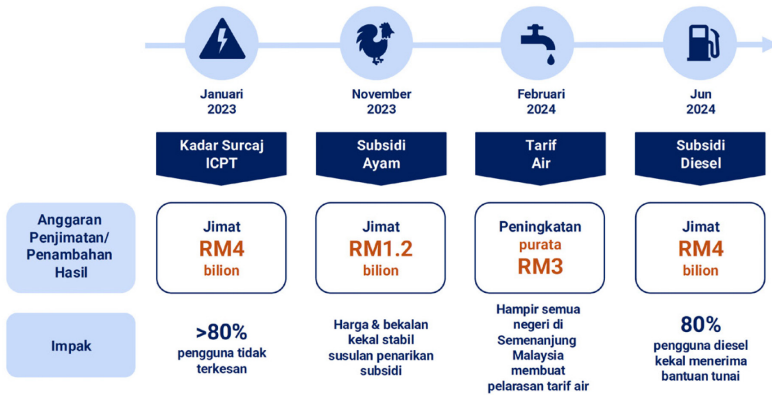 Januari
2023
November
2023
Februari
2024
Jun
2024
Kadar Surcaj
ICPT
Subsidi
Ayam
Tarif
Air
Subsidi
Diesel
Anggaran
Penjimatan/
Penambahan
Hasil
Jimat
RM4
bilion
Jimat
RM1.2
bilion
Peningkatan
purata
RM3
Jimat
RM4
bilion
Impak
>80%
pengguna tidak
terkesan
Harga & bekalan
kekal stabil
susulan penarikan
subsidi
Hampir semua
negeri di
Semenanjung
Malaysia
membuat
pelarasan tarif air
80%
pengguna diesel
kekal menerima
bantuan tunai